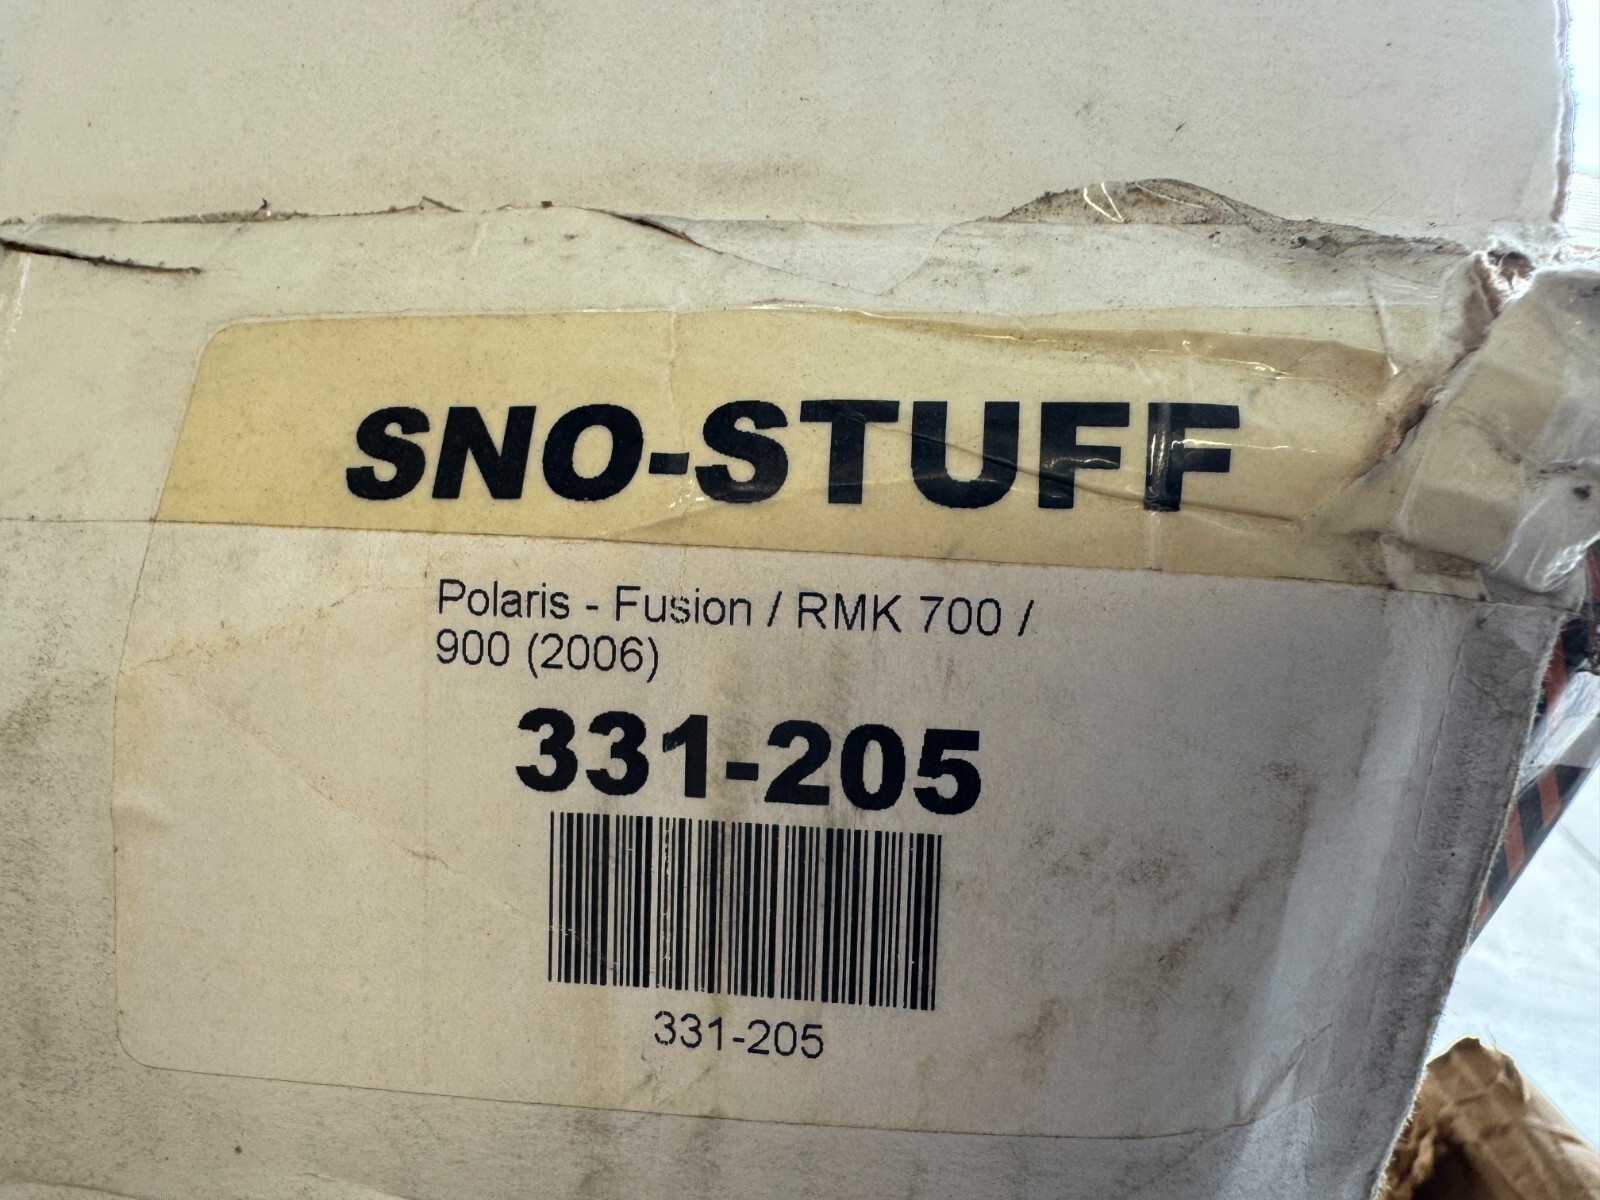 SNO-STUFF
Polaris - Fusion / RMK 700 /
900 (2006)
331-205
331-205